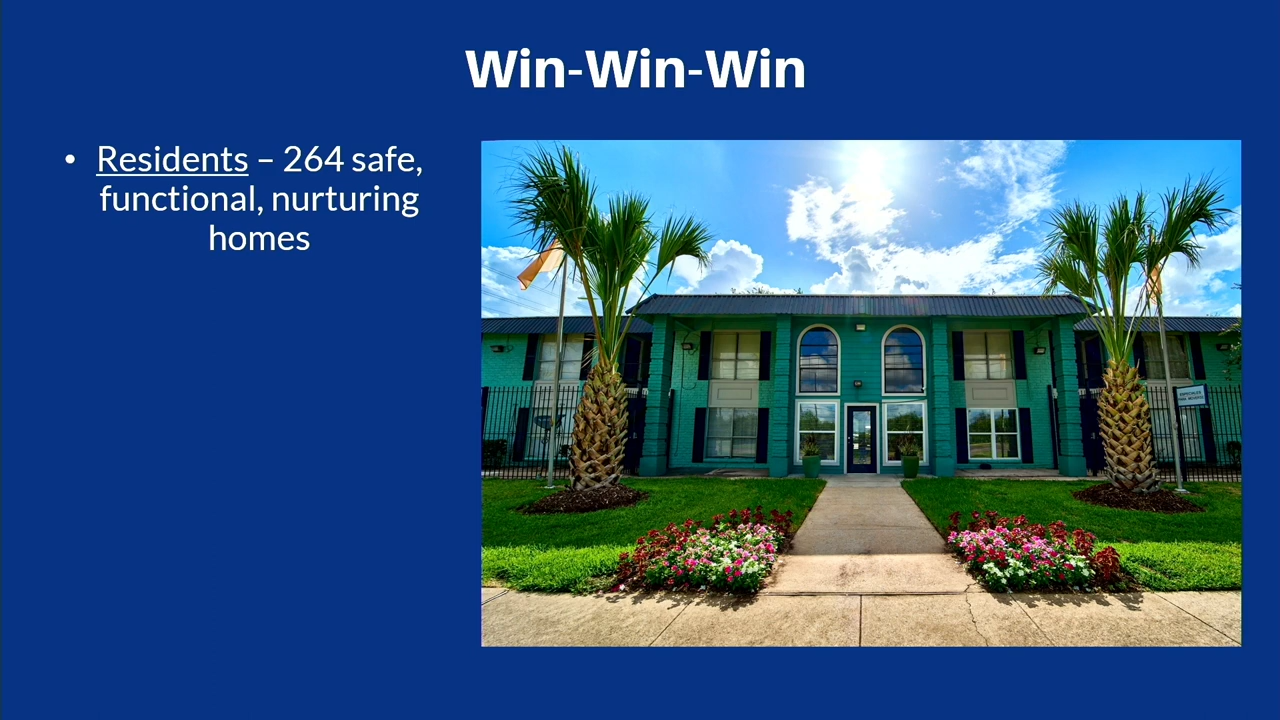 Win-Win-Win
• Residents – 264 safe,
functional, nurturing
homes